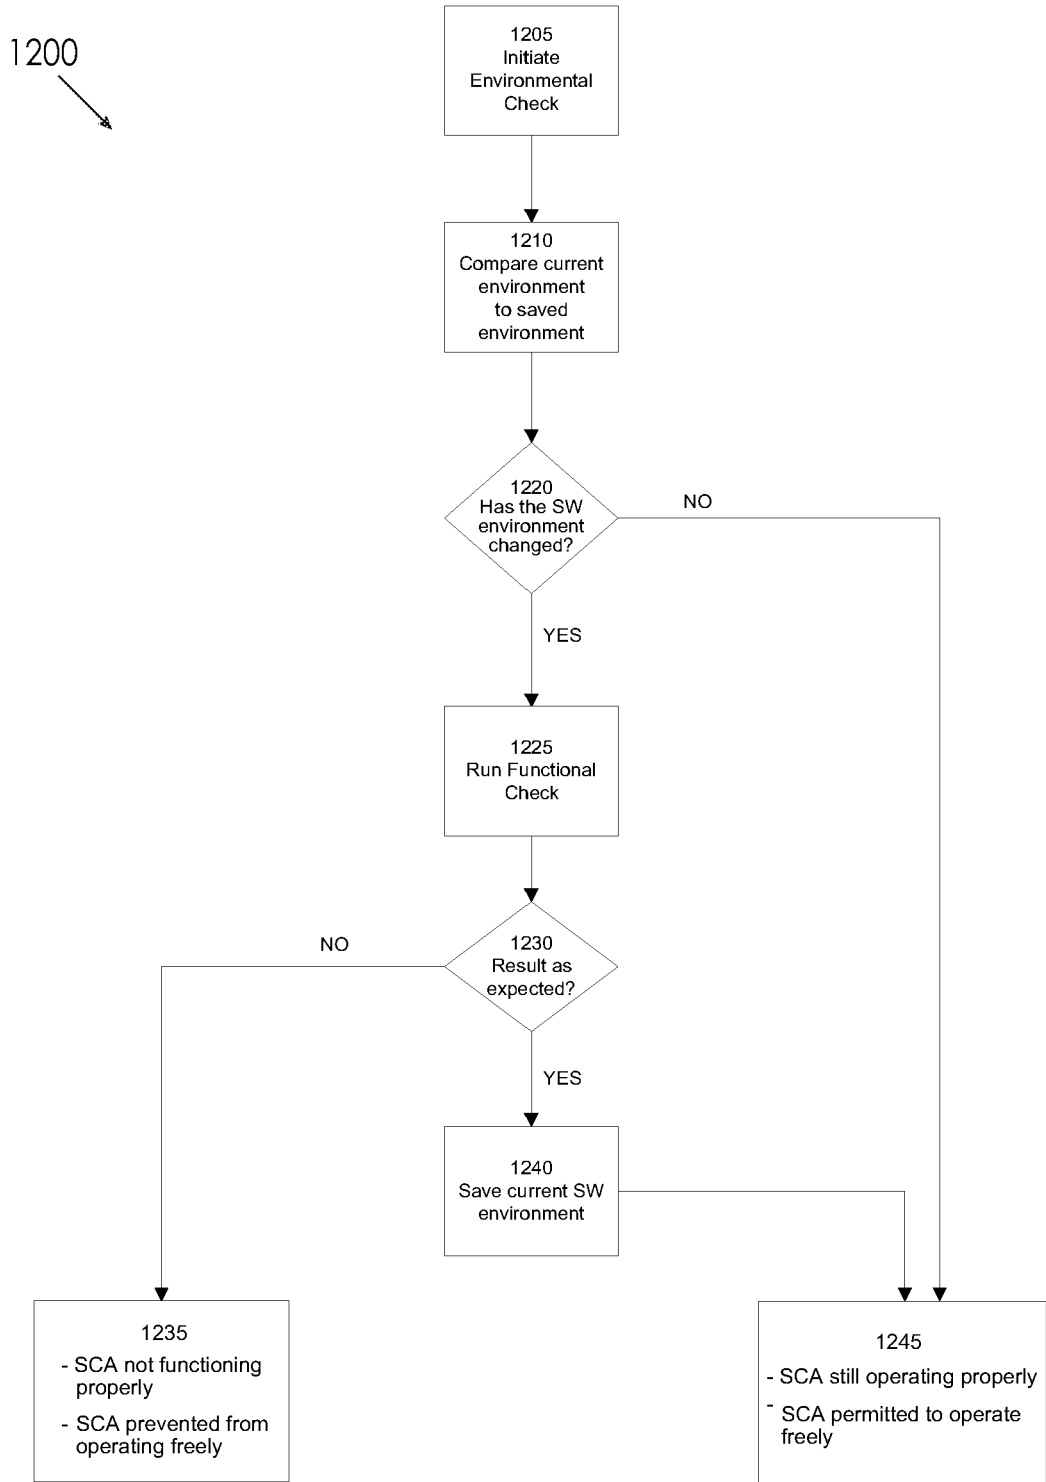 1200
1205
Initiate
Environmental
Check
1210
Compare current
environment
to saved
environment
1220
Has the SW
environment
changed?
NO
YES
1225
Run Functional
Check
1230
Result as
expected?
NO
YES
1240
Save current SW
environment
1235
- SCA not functioning
properly
- SCA prevented from
operating freely
1245
- SCA still operating properly
- SCA permitted to operate
freely